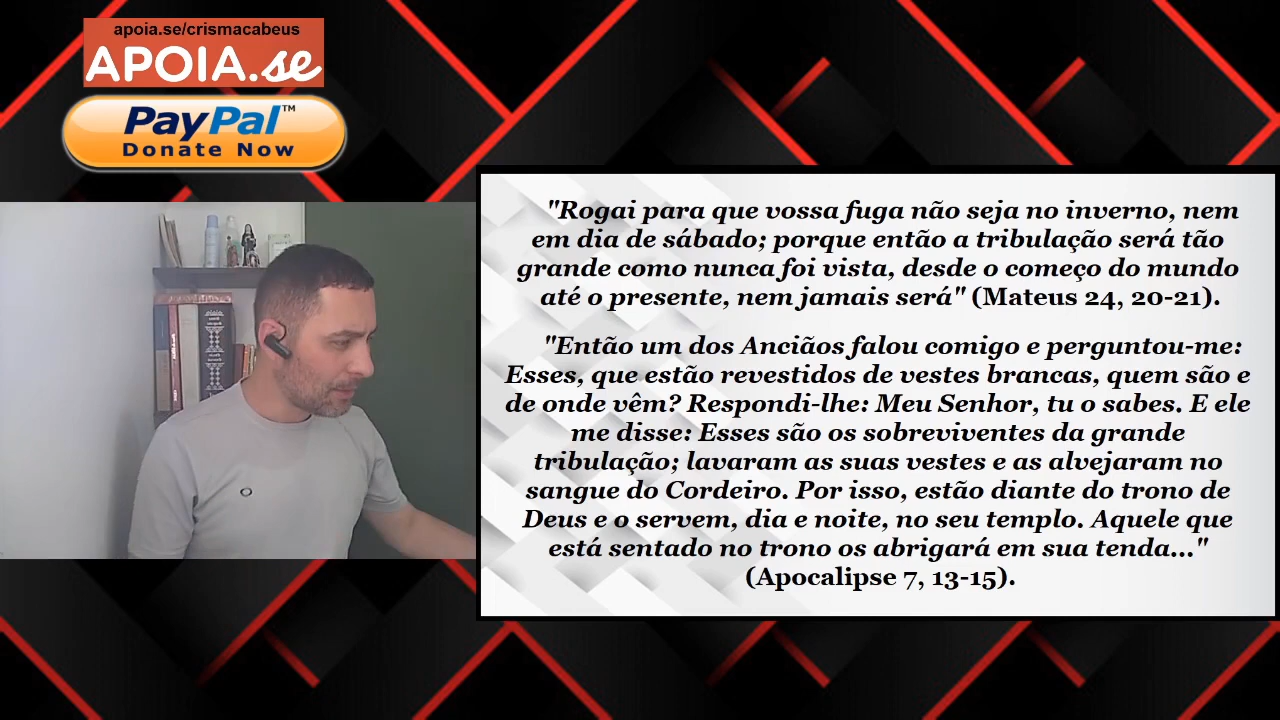 apoia.se/crismacabeus
APOIA.se
PayPal™
Donate Now
"Rogai para que vossa fuga não seja no inverno, nem
em dia de sábado; porque então a tribulação será tão
grande como nunca foi vista, desde o começo do mundo
até o presente, nem jamais será" (Mateus 24, 20-21).
"Então um dos Anciãos falou comigo e perguntou-me:
Esses, que estão revestidos de vestes brancas, quem são e
de onde vêm? Respondi-lhe: Meu Senhor, tu o sabes. E ele
me disse: Esses são os sobreviventes da grande
tribulação; lavaram as suas vestes e as alvejaram no
sangue do Cordeiro. Por isso, estão diante do trono de
Deus e o servem, dia e noite, no seu templo. Aquele que
está sentado no trono os abrigará em sua tenda..."
(Apocalipse 7, 13-15).